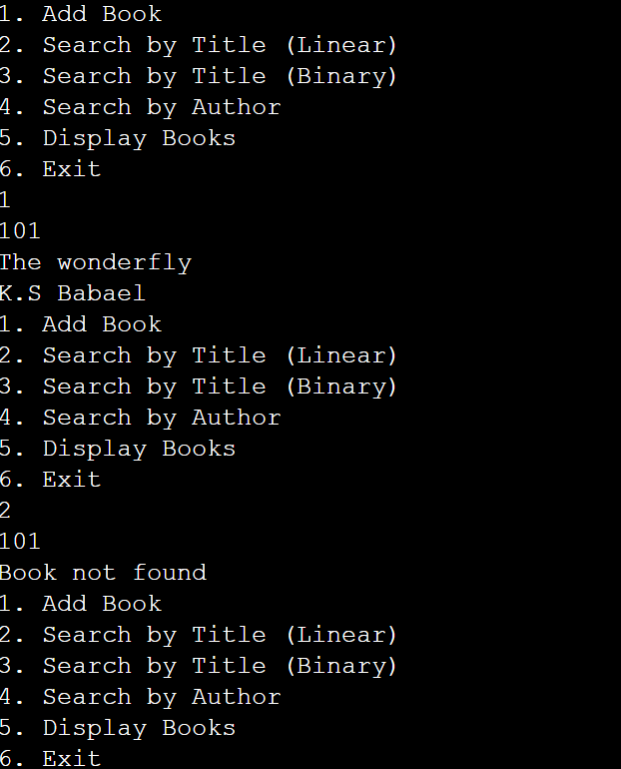 1. Add Book
2. Search by Title (Linear)
3. Search by Title (Binary)
4. Search by Author
5. Display Books
6. Exit
1
101
The wonderfly
K.S Babael
1. Add Book
2. Search by Title (Linear)
3. Search by Title (Binary)
4. Search by Author
5. Display Books
6. Exit
2
101
Book not found
1. Add Book
2. Search by Title (Linear)
3. Search by Title (Binary)
4. Search by Author
5. Display Books
6. Exit